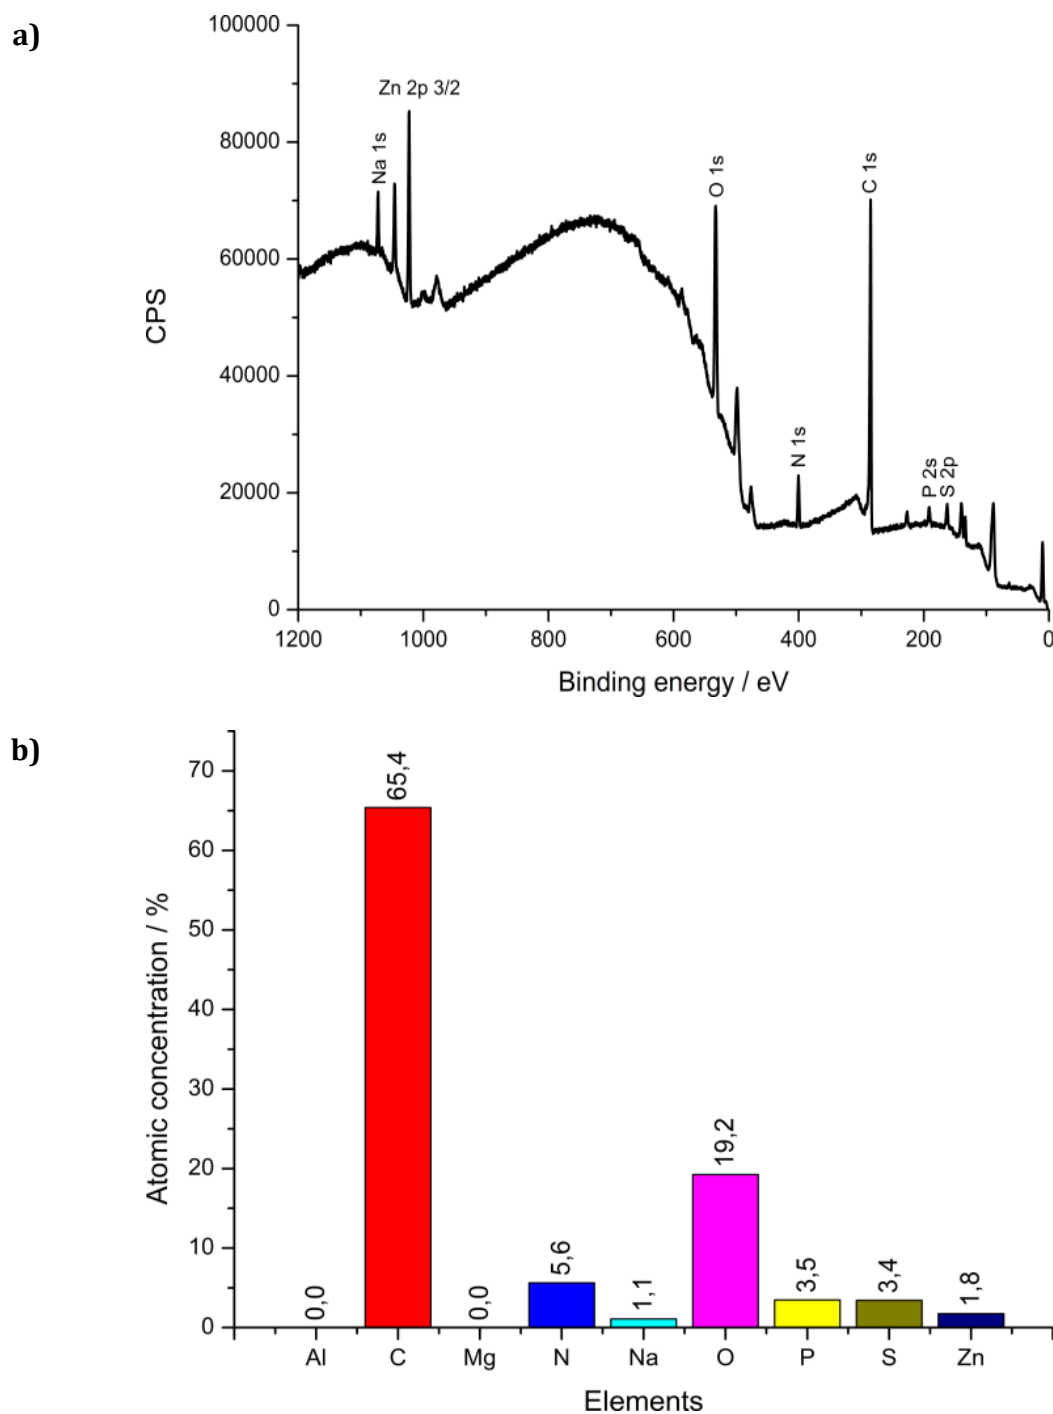 a)
100000
80000
60000
40000
20000
0
CPS
Na 1s
Zn 2p 3/2
O 1s
N 1s
C 1s
P 2s
S 2p
1200 1000 800 600 400 200 0
Binding energy / eV
b)
70
60
50
40
30
20
10
0
Atomic concentration / %
0,0
65,4
0,0
5,6
1,1
19,2
3,5
3,4
1,8
Al C Mg N Na O P S Zn
Elements